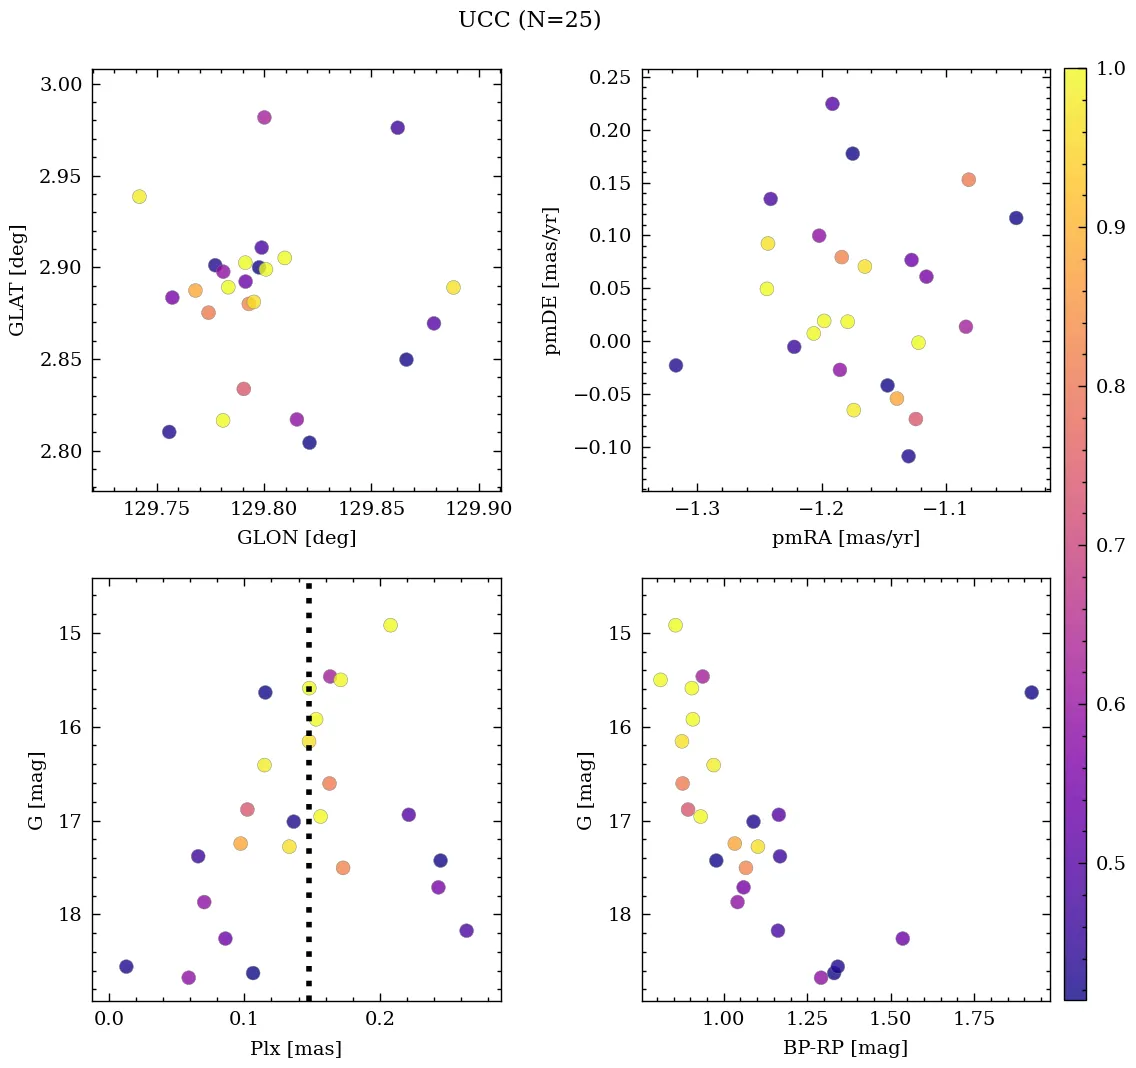 UCC (N=25)
3.00
2.95
2.90
2.85
2.80
GLAT [deg]
129.75 129.80 129.85 129.90
GLON [deg]
0.25
0.20
0.15
0.10
0.05
0.00
−0.05
−0.10
pmDE [mas/yr]
−1.3 −1.2 −1.1
pmRA [mas/yr]
1.0
0.9
0.8
0.7
0.6
0.5
15
16
17
18
G [mag]
0.0 0.1 0.2
Plx [mas]
15
16
17
18
G [mag]
1.00 1.25 1.50 1.75
BP-RP [mag]